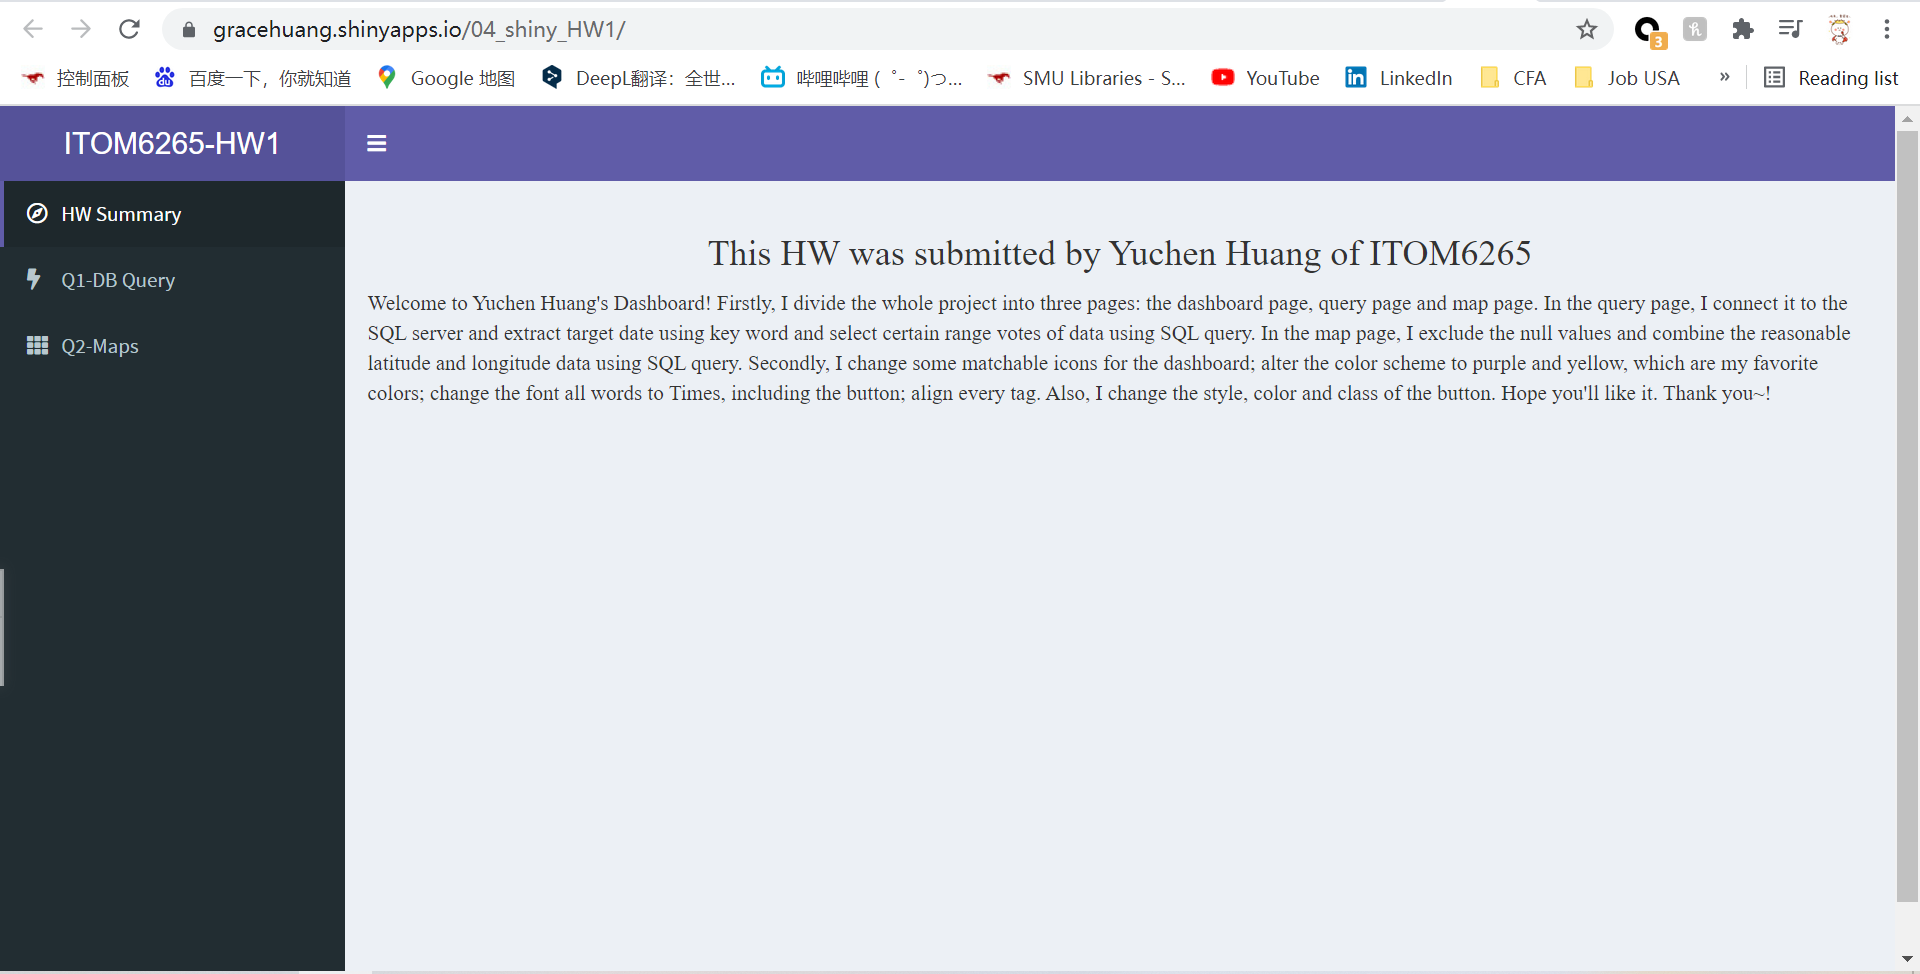 gracehuang.shinyapps.io/04_shiny_HW1/
3
控制面板 百度一下，你就知道 Google 地图 DeepL翻译：全世... 哔哩哔哩 ( ゜- ゜)つ... SMU Libraries - S... YouTube LinkedIn CFA Job USA » Reading list
ITOM6265-HW1
HW Summary
Q1-DB Query
Q2-Maps
This HW was submitted by Yuchen Huang of ITOM6265
Welcome to Yuchen Huang's Dashboard! Firstly, I divide the whole project into three pages: the dashboard page, query page and map page. In the query page, I connect it to the
SQL server and extract target date using key word and select certain range votes of data using SQL query. In the map page, I exclude the null values and combine the reasonable
latitude and longitude data using SQL query. Secondly, I change some matchable icons for the dashboard; alter the color scheme to purple and yellow, which are my favorite
colors; change the font all words to Times, including the button; align every tag. Also, I change the style, color and class of the button. Hope you'll like it. Thank you~!